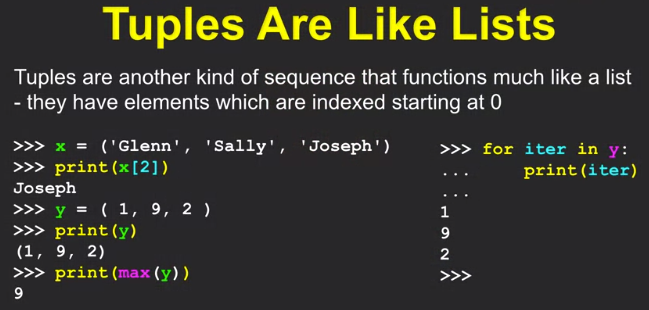 Tuples Are Like Lists
Tuples are another kind of sequence that functions much like a list
- they have elements which are indexed starting at 0
>>> x = ('Glenn', 'Sally', 'Joseph')
>>> print(x[2])
Joseph
>>> y = ( 1, 9, 2 )
>>> print(y)
(1, 9, 2)
>>> print(max(y))
9
>>> for iter in y:
...     print(iter)
...
1
9
2
>>>